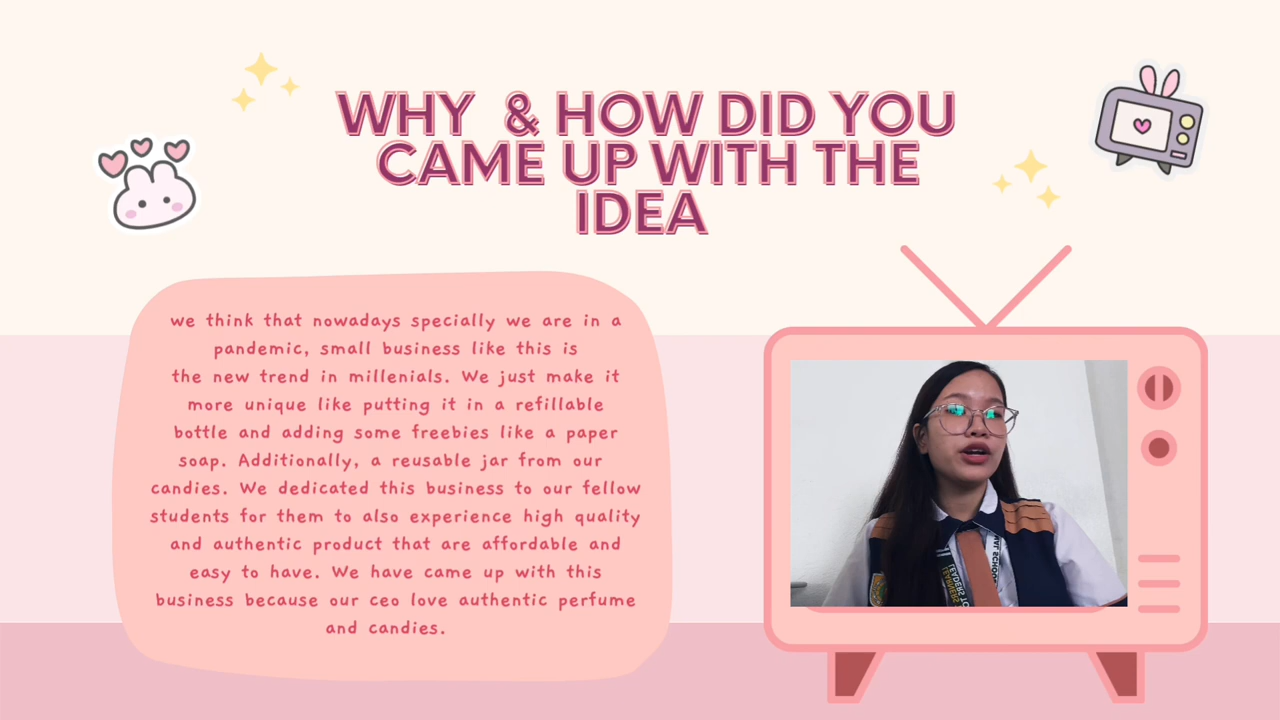 WHY & HOW DID YOU
CAME UP WITH THE
IDEA
we think that nowadays specially we are in a
pandemic, small business like this is
the new trend in millenials. We just make it
more unique like putting it in a refillable
bottle and adding some freebies like a paper
soap. Additionally, a reusable jar from our
candies. We dedicated this business to our fellow
students for them to also experience high quality
and authentic product that are affordable and
easy to have. We have came up with this
business because our ceo love authentic perfume
and candies.